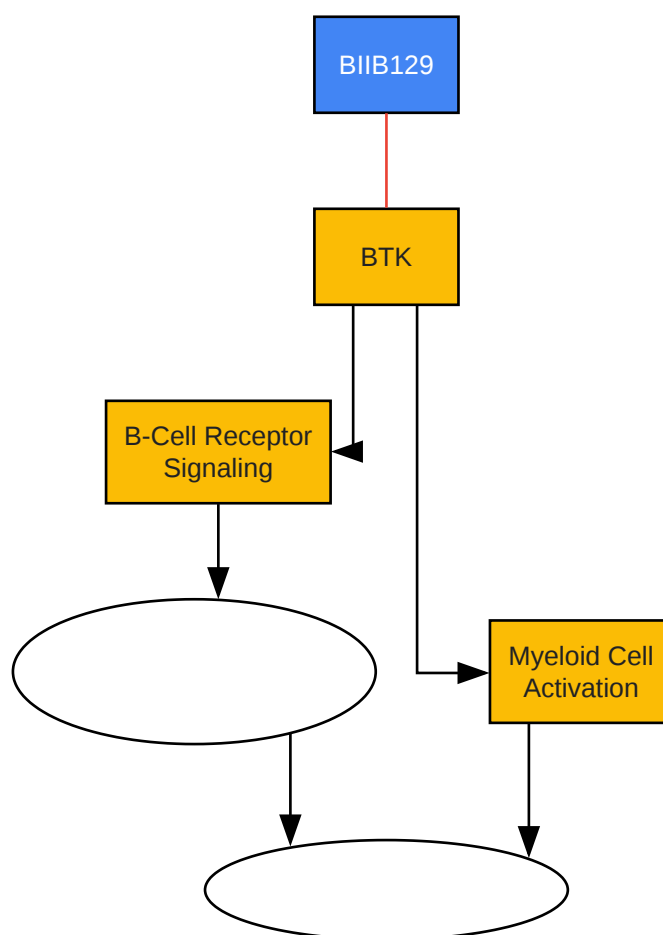 BIIB129
BTK
B-Cell Receptor
Signaling
Myeloid Cell
Activation